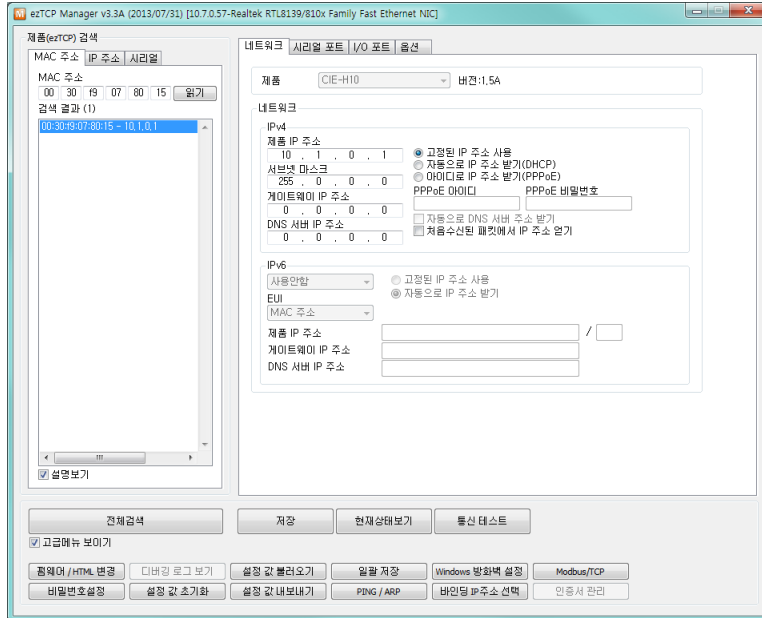 ezTCP Manager v3.3A (2013/07/31) [10.7.0.57-Realtek RTL8139/810x Family Fast Ethernet NIC]
제품(ezTCP) 검색
MAC 주소 IP 주소 시리얼
MAC 주소
00 30 f9 07 80 15 읽기
검색 결과 (1)
00:30:f9:07:80:15 - 10.1.0.1
설명보기
네트워크 시리얼 포트 I/O 포트 옵션
제품 CIE-H10 버전:1.5A
네트워크
IPv4
제품 IP 주소
10 . 1 . 0 . 1
서브넷 마스크
255 . 0 . 0 . 0
게이트웨이 IP 주소
0 . 0 . 0 . 0
DNS 서버 IP 주소
0 . 0 . 0 . 0
고정된 IP 주소 사용
자동으로 IP 주소 받기(DHCP)
아이디로 IP 주소 받기(PPPoE)
PPPoE 아이디 PPPoE 비밀번호
자동으로 DNS 서버 주소 받기
처음수신된 패킷에서 IP 주소 얻기
IPv6
사용안함
고정된 IP 주소 사용
자동으로 IP 주소 받기
EUI
MAC 주소
제품 IP 주소 /
게이트웨이 IP 주소
DNS 서버 IP 주소
전체검색 저장 현재상태보기 통신 테스트
고급메뉴 보이기
펌웨어 / HTML 변경 디버깅 로그 보기 설정 값 불러오기 일괄 저장 Windows 방화벽 설정 Modbus/TCP
비밀번호설정 설정 값 초기화 설정 값 내보내기 PING / ARP 바인딩 IP주소 선택 인증서 관리